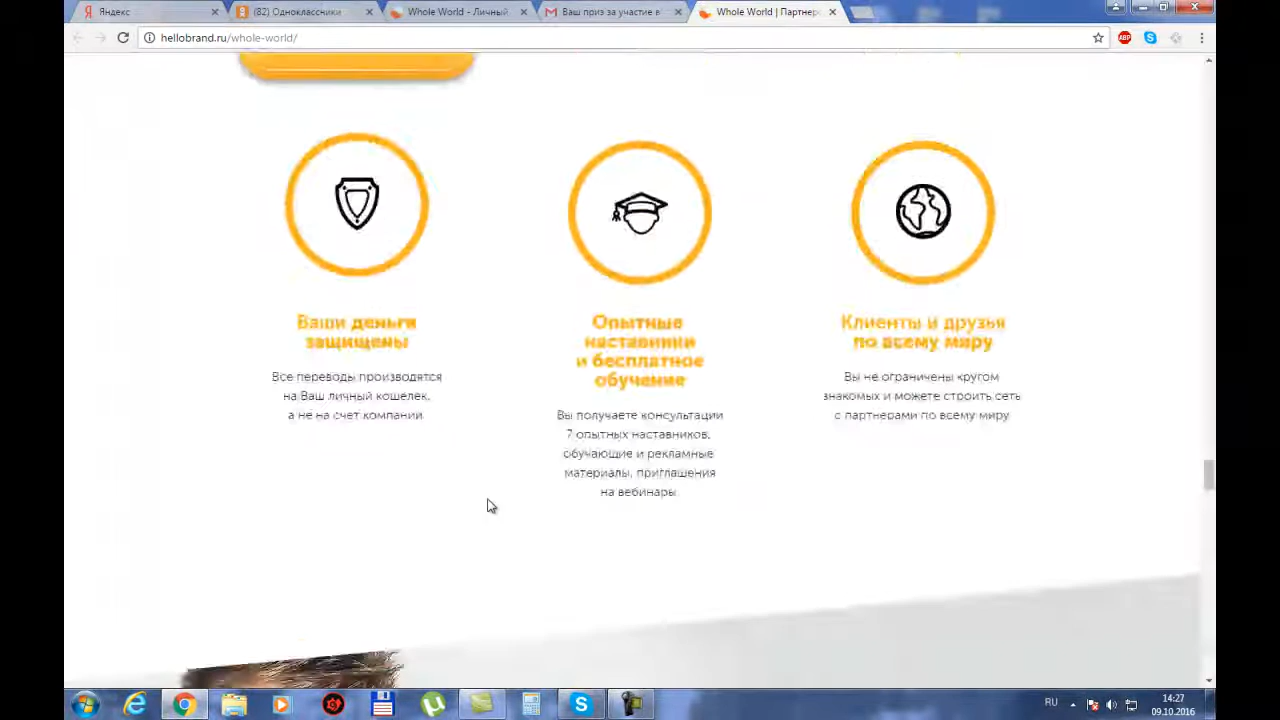 Яндекс
(82) Одноклассники
Whole World - Личный
Ваш приз за участие в
Whole World | Партнер
hellobrand.ru/whole-world/
ABP
Ваши деньги
защищены
Все переводы производятся
на Ваш личный кошелек,
а не на счет компании
Опытные
наставники
и бесплатное
обучение
Вы получаете консультации
7 опытных наставников,
обучающие и рекламные
материалы, приглашения
на вебинары
Клиенты и друзья
по всему миру
Вы не ограничены кругом
знакомых и можете строить сеть
с партнерами по всему миру
RU
14:27
09.10.2016